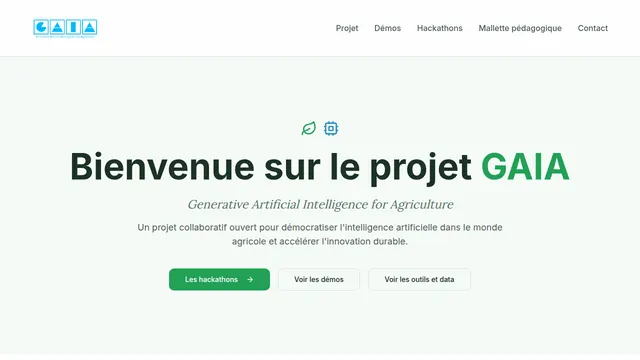 GAIA
Projet
Démos
Hackathons
Mallette pédagogique
Contact
Bienvenue sur le projet GAIA
Generative Artificial Intelligence for Agriculture
Un projet collaboratif ouvert pour démocratiser l'intelligence artificielle dans le monde
agricole et accélérer l'innovation durable.
Les hackathons →
Voir les démos
Voir les outils et data